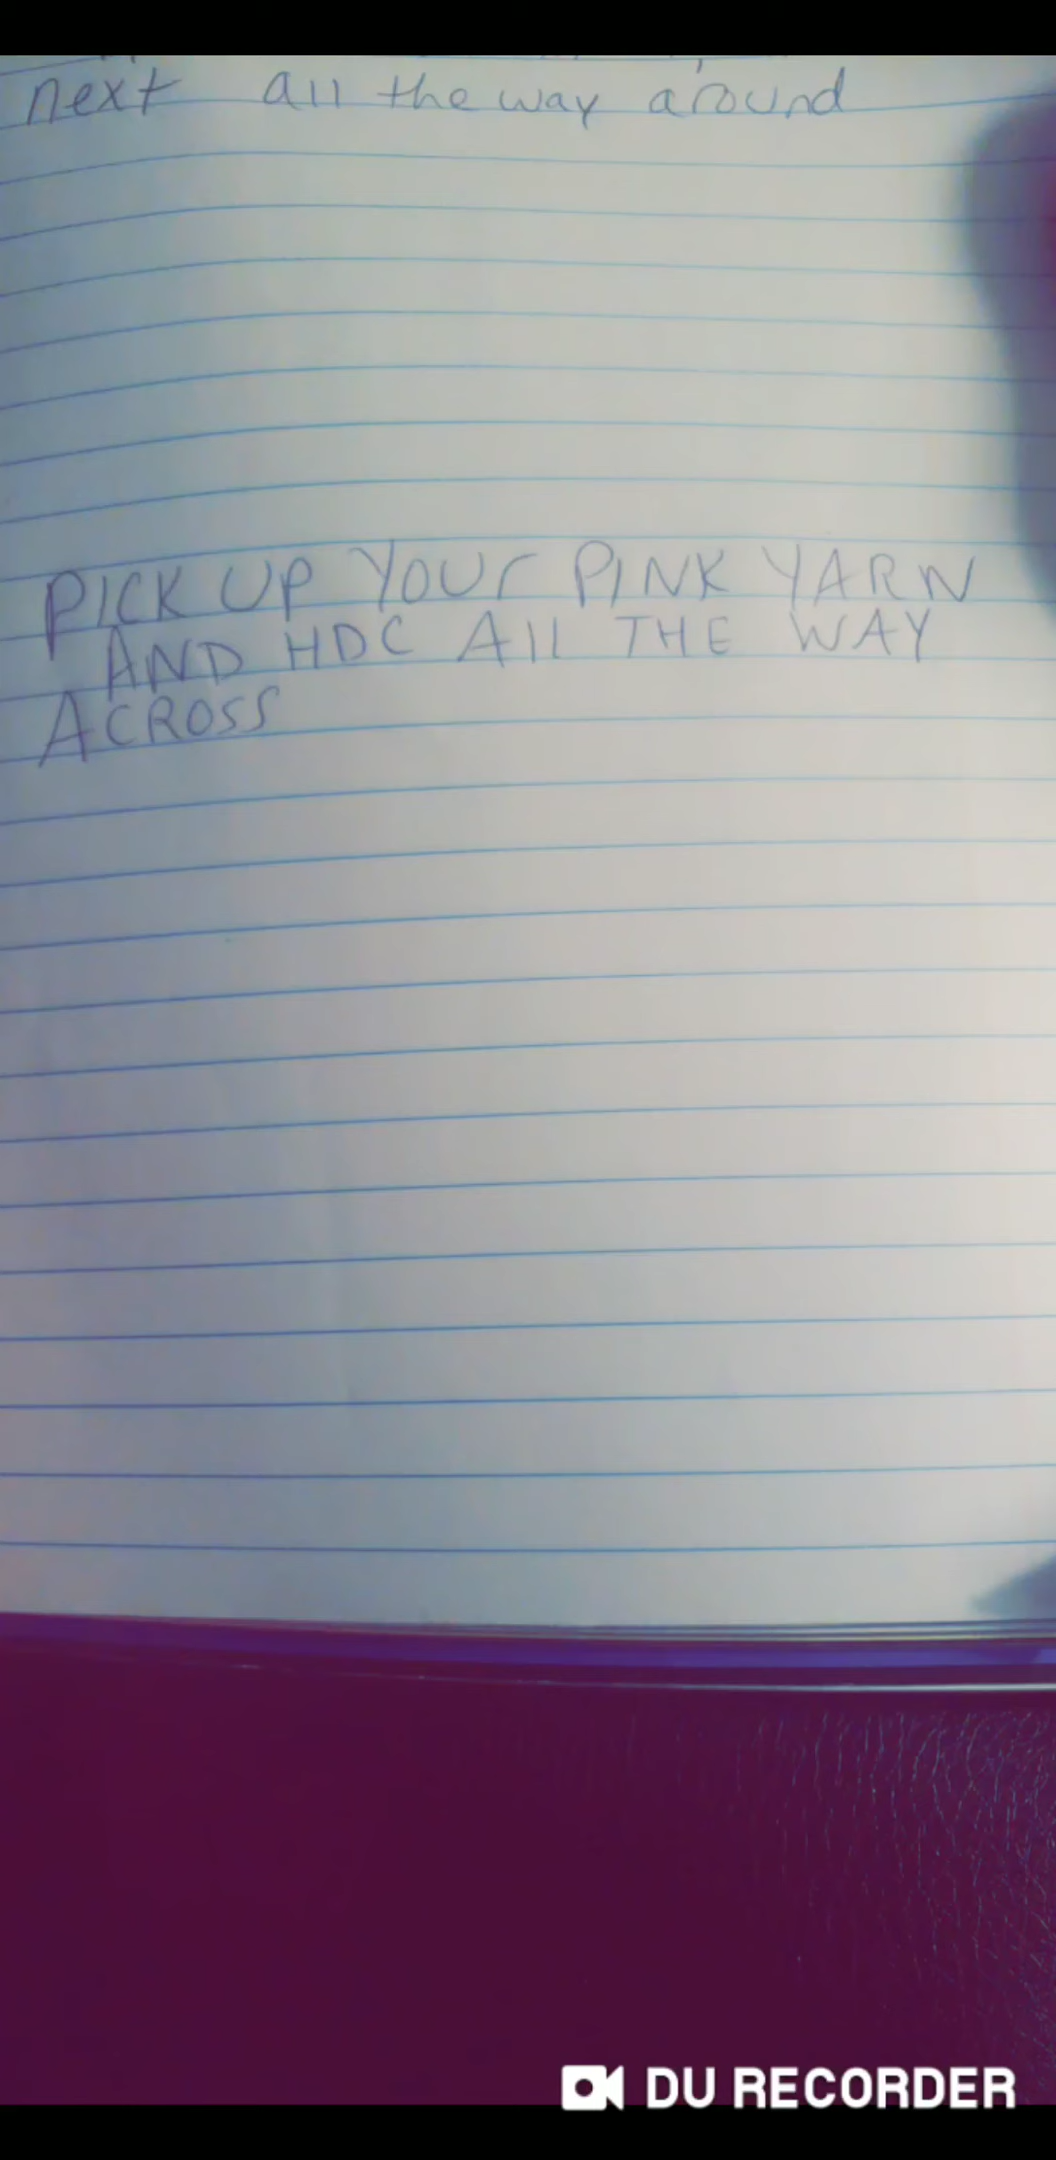 next all the way around
PICK UP YOUr PINK YARN
AND HDC All THE WAY
ACROSS
DU RECORDER